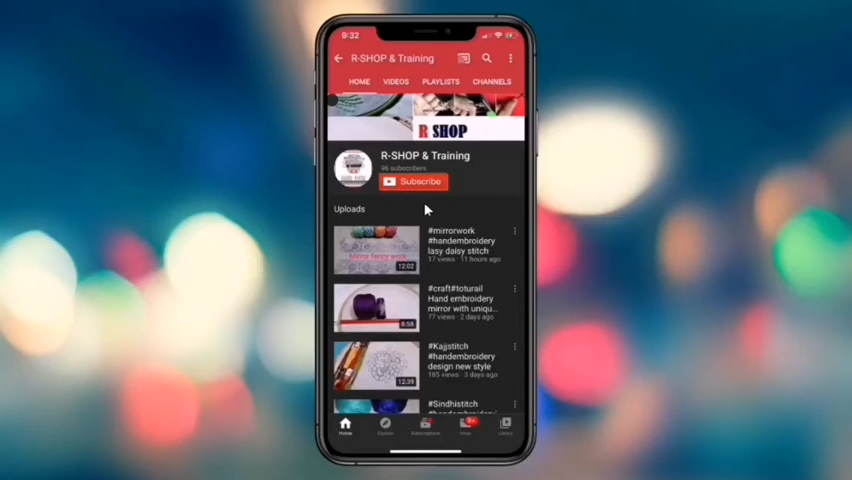 9:32
R-SHOP & Training
HOME VIDEOS PLAYLISTS CHANNELS
R SHOP
R-SHOP & Training
96 subscribers
Subscribe
Uploads
#mirrorwork
#handembroidery
lasy daisy stitch
17 views · 11 hours ago
12:02
#craft#toturail
Hand embroidery
mirror with uniqu...
77 views · 2 days ago
8:58
#Kajjstitch
#handembroidery
design new style
185 views · 3 days ago
12:39
#Sindhistitch
Home Explore Subscriptions Inbox Library
9+